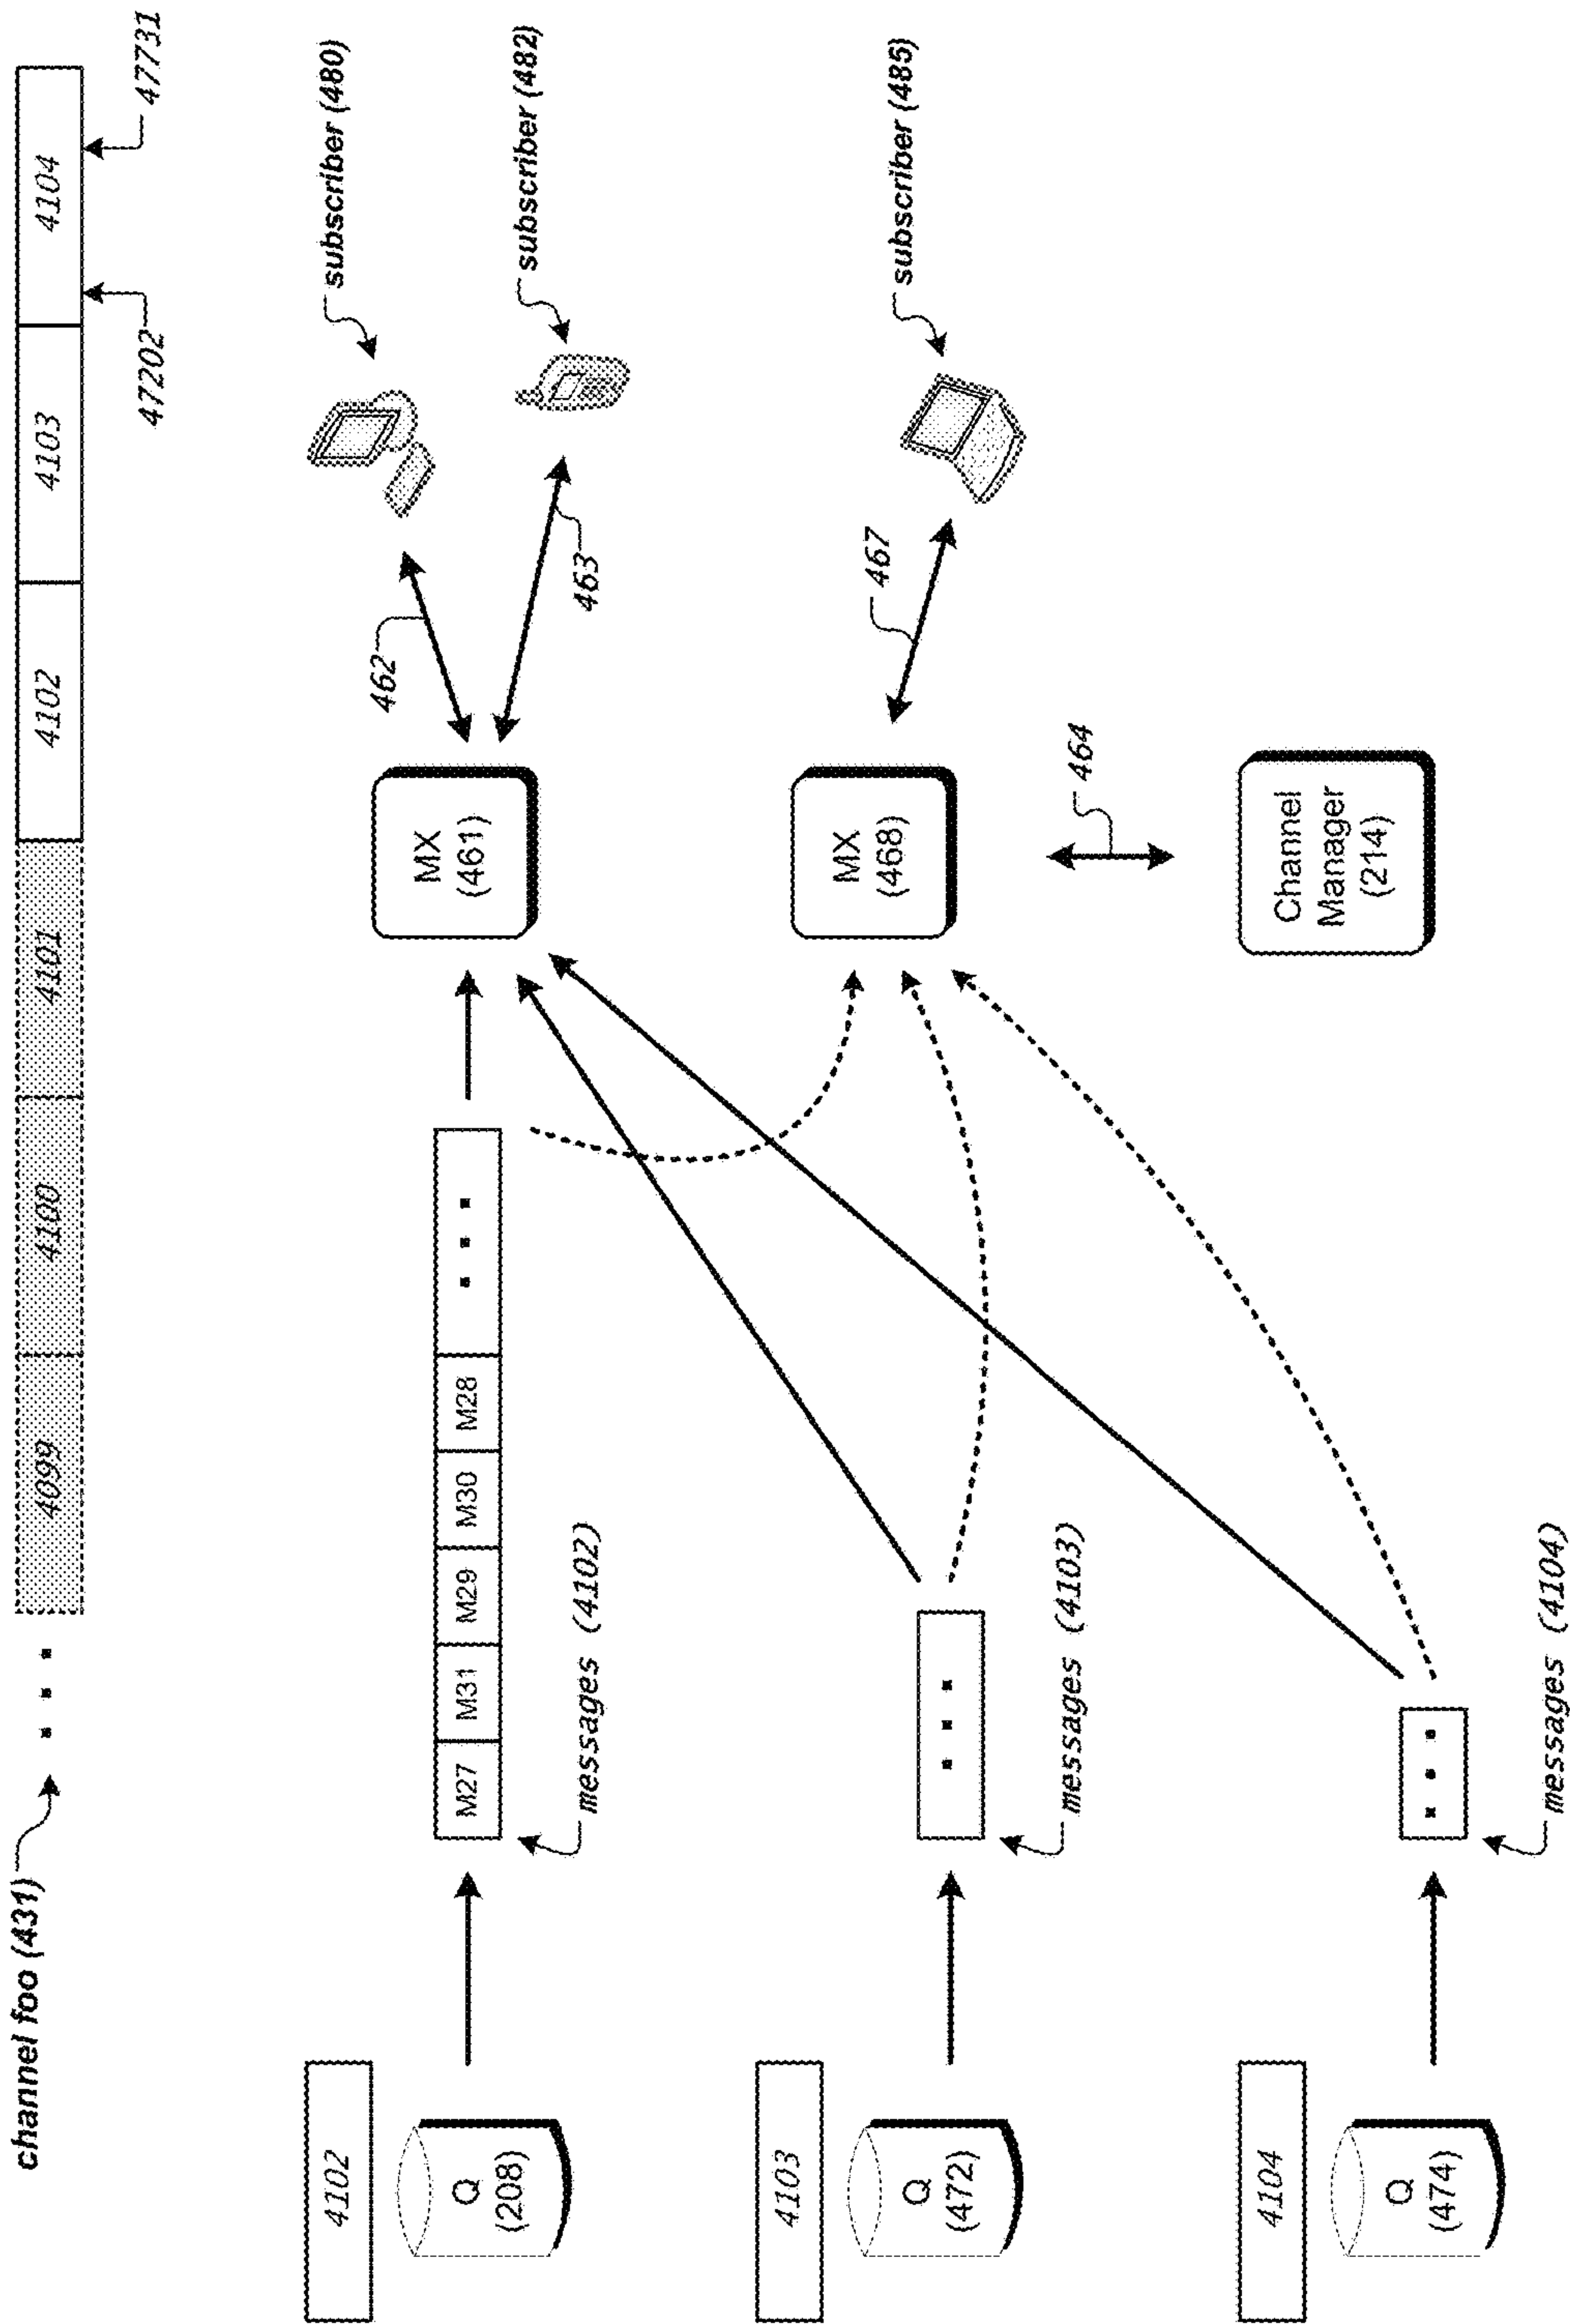 channel foo (431)
4099
4100
4101
4102
4103
4104
47202
47731
4102
Q
(208)
M27
M31
M29
M30
M28
messages (4102)
MX
(461)
462
463
subscriber (480)
subscriber (482)
4103
Q
(472)
messages (4103)
MX
(468)
467
subscriber (485)
464
4104
Q
(474)
messages (4104)
Channel
Manager
(214)